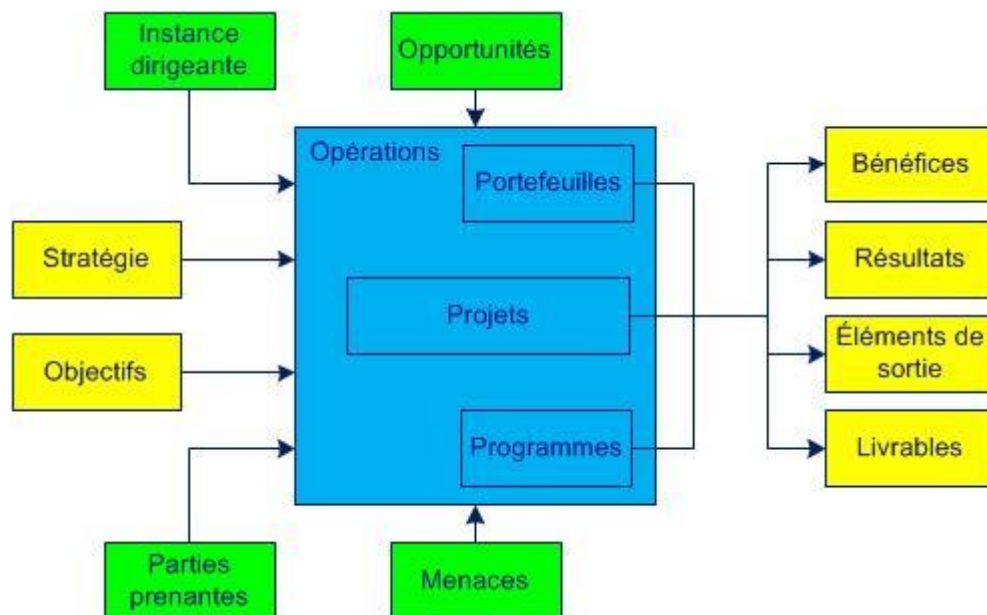 Instance
dirigeante
Opportunités
Opérations
Portefeuilles
Bénéfices
Stratégie
Résultats
Projets
Objectifs
Éléments de
sortie
Programmes
Livrables
Parties
prenantes
Menaces